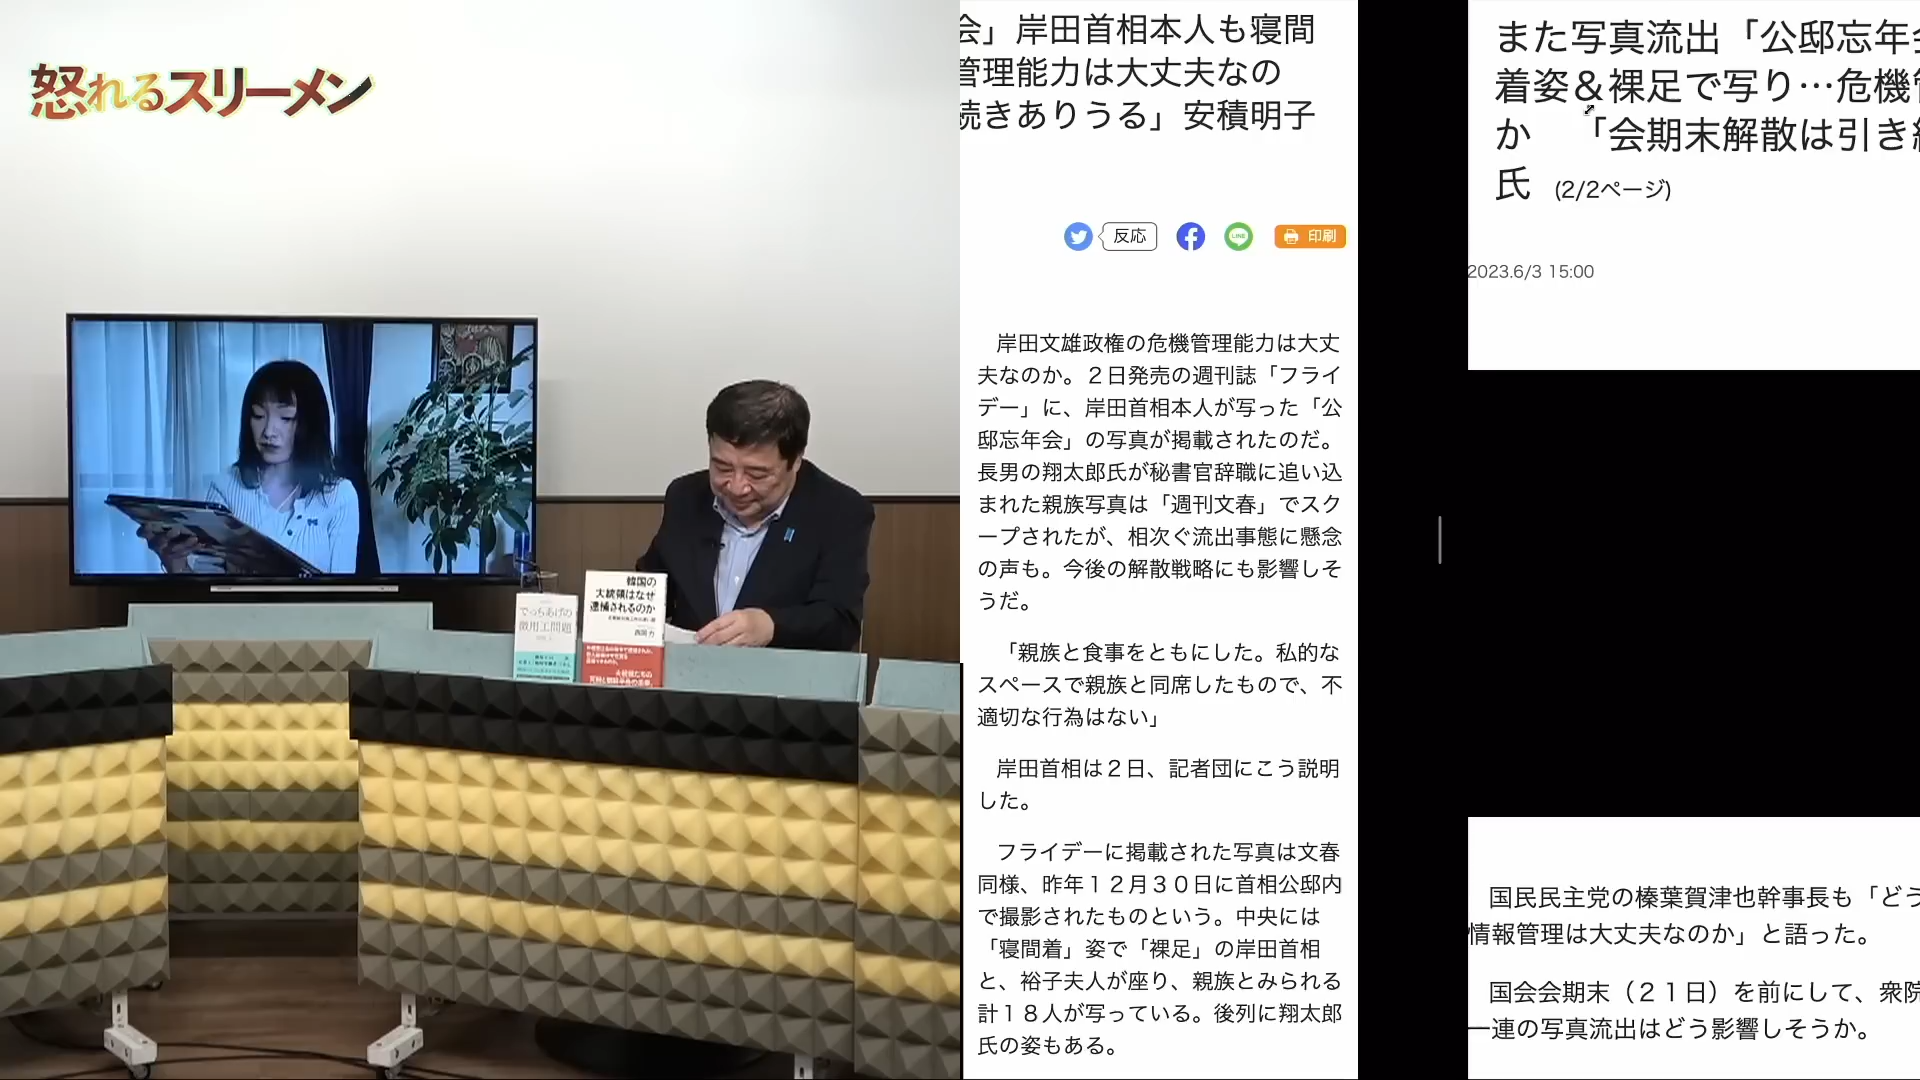 怒れるスリーメン
でっちあげの
徴用工問題
韓国の
大統領はなぜ
逮捕されるのか
会」岸田首相本人も寝間
管理能力は大丈夫なの
続きありうる」安積明子
反応
LINE
印刷
岸田文雄政権の危機管理能力は大丈
夫なのか。２日発売の週刊誌「フライ
デー」に、岸田首相本人が写った「公
邸忘年会」の写真が掲載されたのだ。
長男の翔太郎氏が秘書官辞職に追い込
まれた親族写真は「週刊文春」でスク
ープされたが、相次ぐ流出事態に懸念
の声も。今後の解散戦略にも影響しそ
うだ。
「親族と食事をともにした。私的な
スペースで親族と同席したもので、不
適切な行為はない」
岸田首相は２日、記者団にこう説明
した。
フライデーに掲載された写真は文春
同様、昨年１２月３０日に首相公邸内
で撮影されたものという。中央には
「寝間着」姿で「裸足」の岸田首相
と、裕子夫人が座り、親族とみられる
計１８人が写っている。後列に翔太郎
氏の姿もある。
また写真流出「公邸忘年会
着姿＆裸足で写り…危機管
か　「会期末解散は引き続
氏 (2/2ページ)
2023.6/3 15:00
国民民主党の榛葉賀津也幹事長も「どう
情報管理は大丈夫なのか」と語った。
国会会期末（２１日）を前にして、衆院
一連の写真流出はどう影響しそうか。